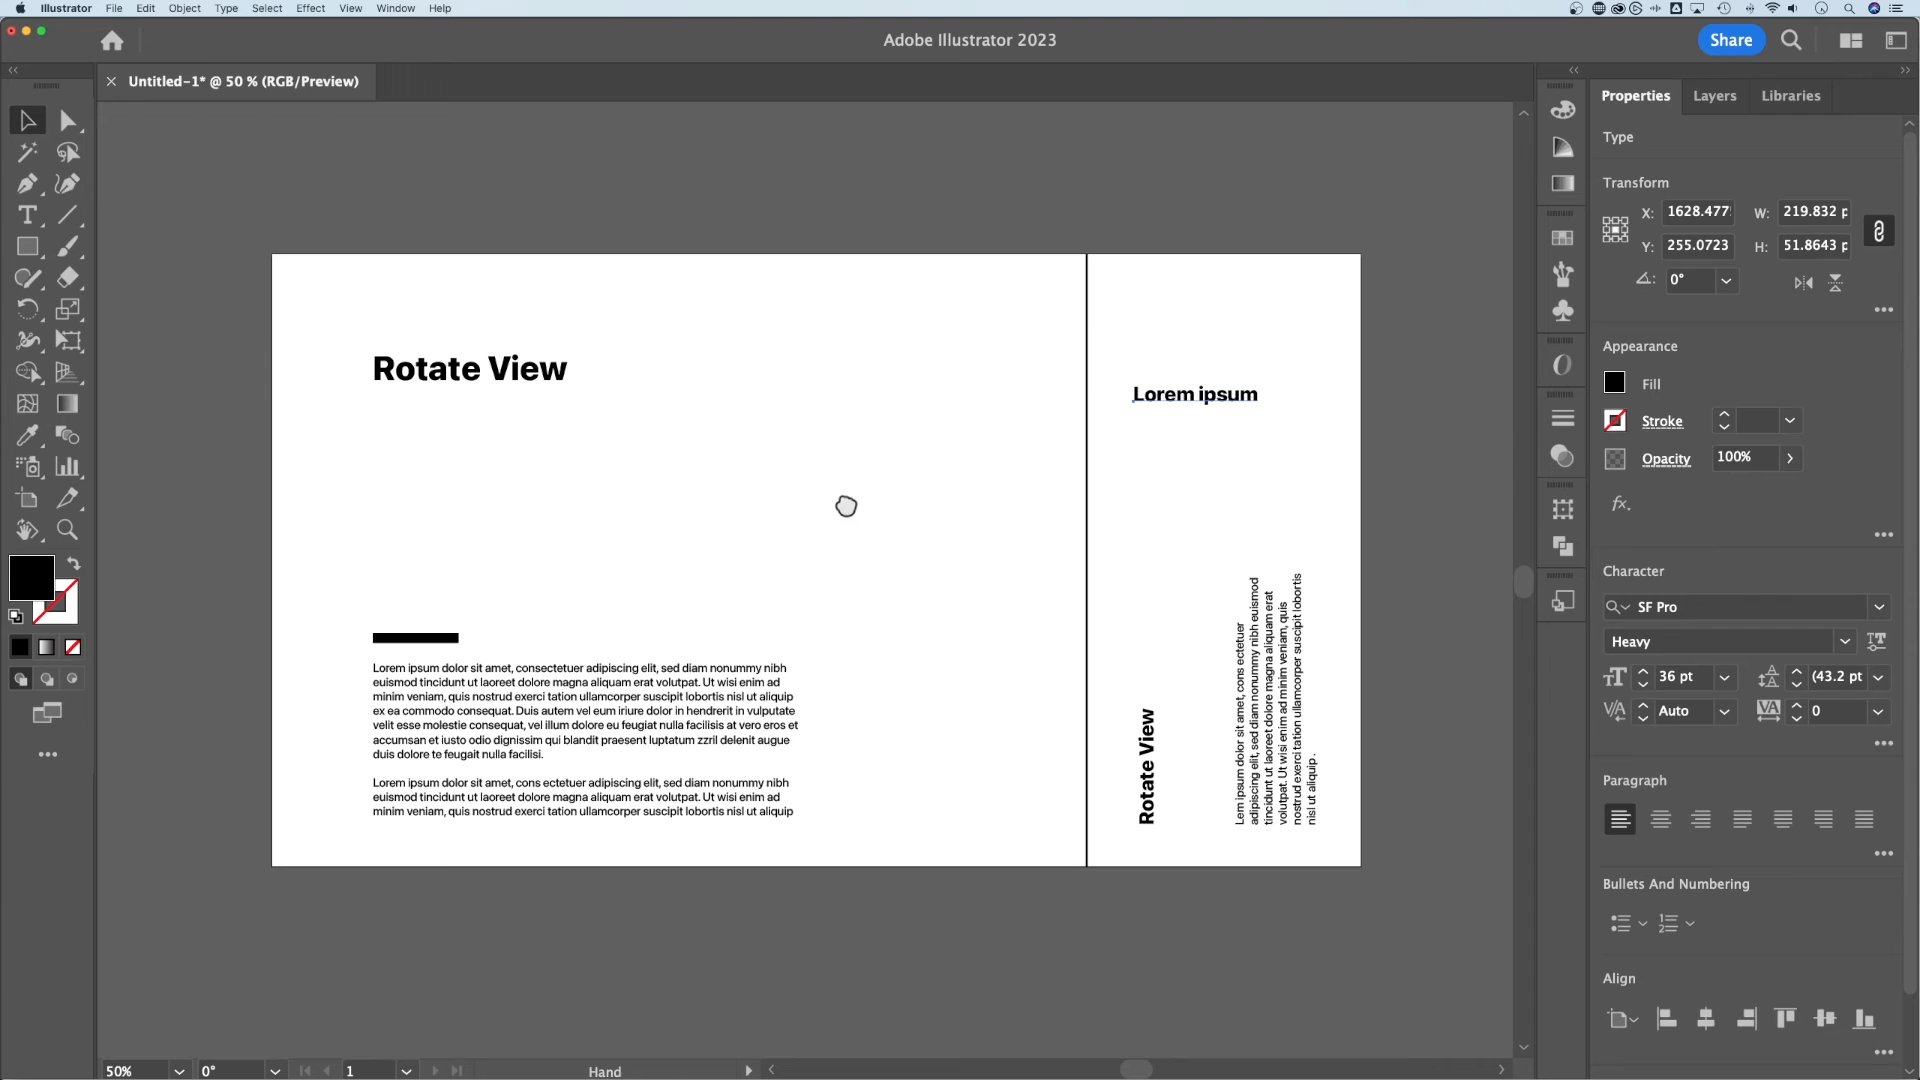 Illustrator File Edit Object Type Select Effect View Window Help
Adobe Illustrator 2023
Share
Untitled-1* @ 50 % (RGB/Preview)
Properties Layers Libraries
Type
Transform
X: 1628.477 W: 219.832 p
Y: 255.0723 H: 51.8643 p
0°
Appearance
Fill
Stroke
Opacity 100%
fx.
Character
SF Pro
Heavy
36 pt (43.2 pt
Auto 0
Paragraph
Bullets And Numbering
Align
Rotate View
Lorem ipsum dolor sit amet, consectetuer adipiscing elit, sed diam nonummy nibh
euismod tincidunt ut laoreet dolore magna aliquam erat volutpat. Ut wisi enim ad
minim veniam, quis nostrud exerci tation ullamcorper suscipit lobortis nisl ut aliquip
ex ea commodo consequat. Duis autem vel eum iriure dolor in hendrerit in vulputate
velit esse molestie consequat, vel illum dolore eu feugiat nulla facilisis at vero eros et
accumsan et iusto odio dignissim qui blandit praesent luptatum zzril delenit augue
duis dolore te feugait nulla facilisi.
Lorem ipsum dolor sit amet, cons ectetuer adipiscing elit, sed diam nonummy nibh
euismod tincidunt ut laoreet dolore magna aliquam erat volutpat. Ut wisi enim ad
minim veniam, quis nostrud exerci tation ullamcorper suscipit lobortis nisl ut aliquip
Lorem ipsum
Rotate View
Lorem ipsum dolor sit amet, cons ectetuer
adipiscing elit, sed diam nonummy nibh euismod
tincidunt ut laoreet dolore magna aliquam erat
volutpat. Ut wisi enim ad minim veniam, quis
nostrud exerci tation ullamcorper suscipit lobortis
nisl ut aliquip .
50% 0° 1 Hand